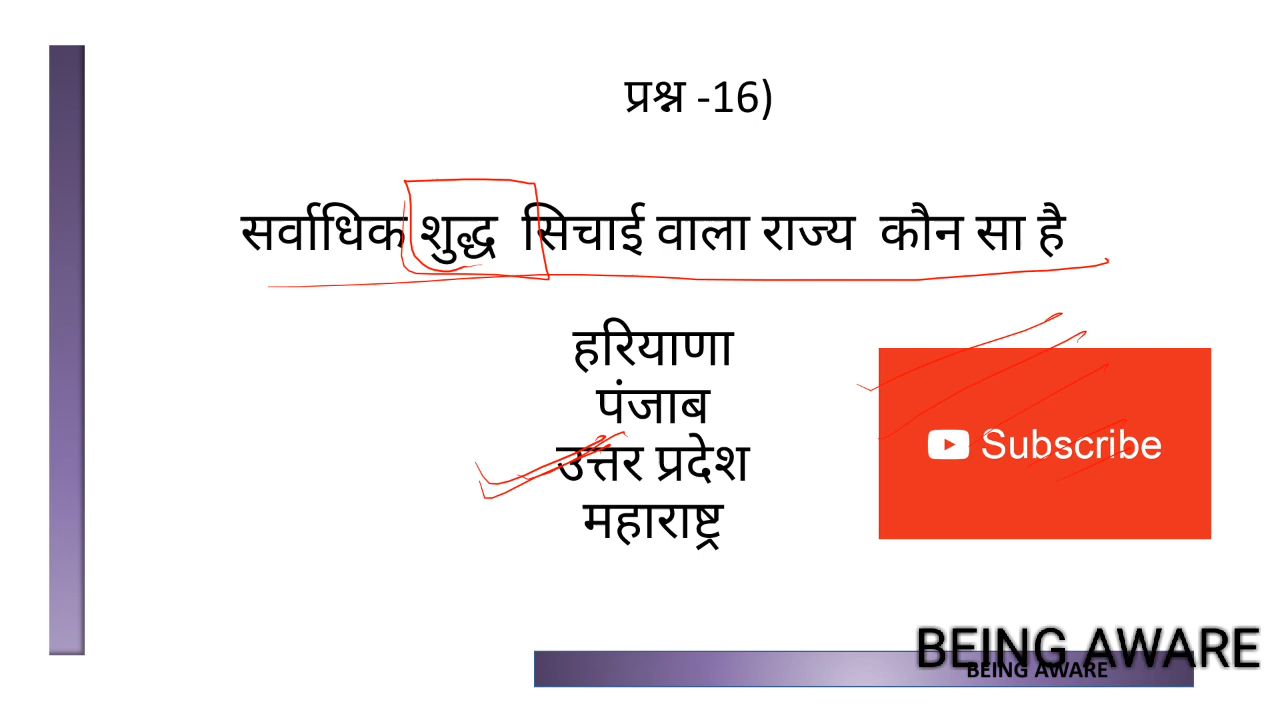 प्रश्न -16)
सर्वाधिक शुद्ध सिचाई वाला राज्य कौन सा है
हरियाणा
पंजाब
उत्तर प्रदेश
महाराष्ट्र
Subscribe
BEING AWARE
BEING AWARE